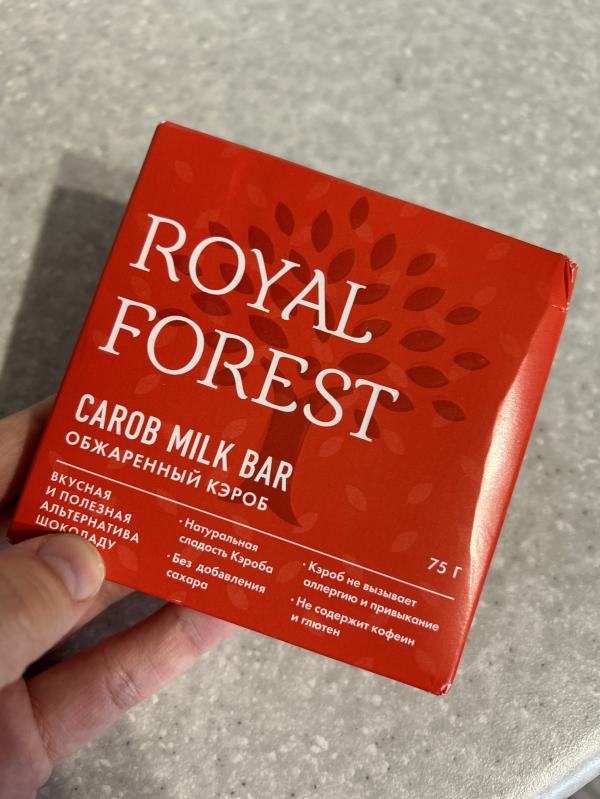 ROYAL
FOREST
CAROB MILK BAR
ОБЖАРЕННЫЙ КЭРОБ
ВКУСНАЯ
И ПОЛЕЗНАЯ
АЛЬТЕРНАТИВА
ШОКОЛАДУ
· Натуральная
сладость Кэроба
· Без добавления
сахара
75 Г
· Кэроб не вызывает
аллергию и привыкание
· Не содержит кофеин
и глютен